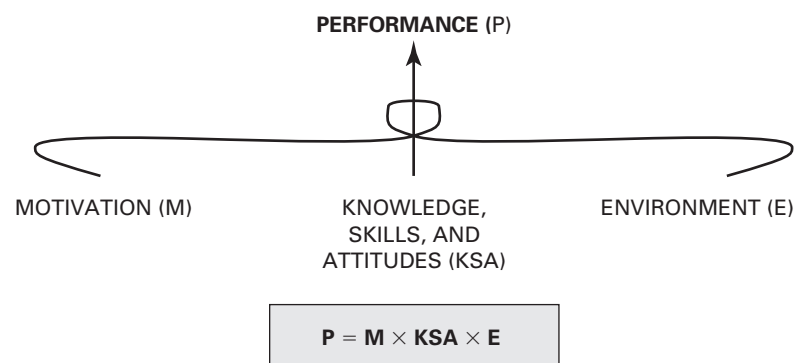 PERFORMANCE (P)
MOTIVATION (M)
KNOWLEDGE,
SKILLS, AND
ATTITUDES (KSA)
ENVIRONMENT (E)
P = M × KSA × E